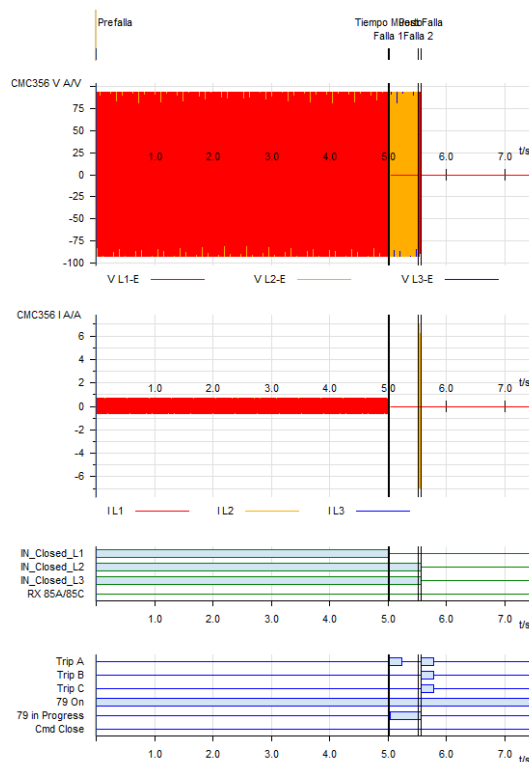 Prefalla
Tiempo Muerto Falla
Falla 1 Falla 2
CMC356 V A/V
75
50
25
0
-25
-50
-75
-100
1.0 2.0 3.0 4.0 5.0 6.0 7.0 t/s
V L1-E V L2-E V L3-E
CMC356 I A/A
6
4
2
0
-2
-4
-6
1.0 2.0 3.0 4.0 5.0 6.0 7.0 t/s
I L1 I L2 I L3
IN_Closed_L1
IN_Closed_L2
IN_Closed_L3
RX 85A/85C
1.0 2.0 3.0 4.0 5.0 6.0 7.0 t/s
Trip A
Trip B
Trip C
79 On
79 in Progress
Cmd Close
1.0 2.0 3.0 4.0 5.0 6.0 7.0 t/s